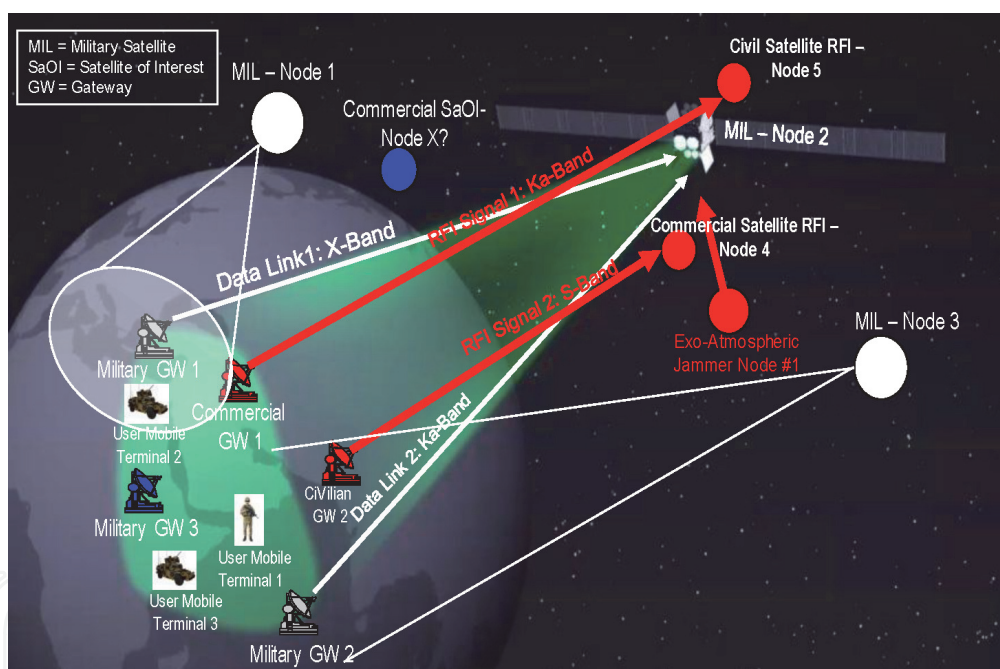 MIL = Military Satellite
SaOI = Satellite of Interest
GW = Gateway
MIL – Node 1
Commercial SaOI-
Node X?
Civil Satellite RFI –
Node 5
MIL – Node 2
RFI Signal 1: Ka-Band
Data Link1: X-Band
Commercial Satellite RFI –
Node 4
RFI Signal 2: S-Band
MIL – Node 3
Exo-Atmospheric
Jammer Node #1
Military GW 1
User Mobile
Terminal 2
Commercial
GW 1
Data Link 2: Ka-Band
CiVilian
GW 2
Military GW 3
User Mobile
Terminal 1
User Mobile
Terminal 3
Military GW 2